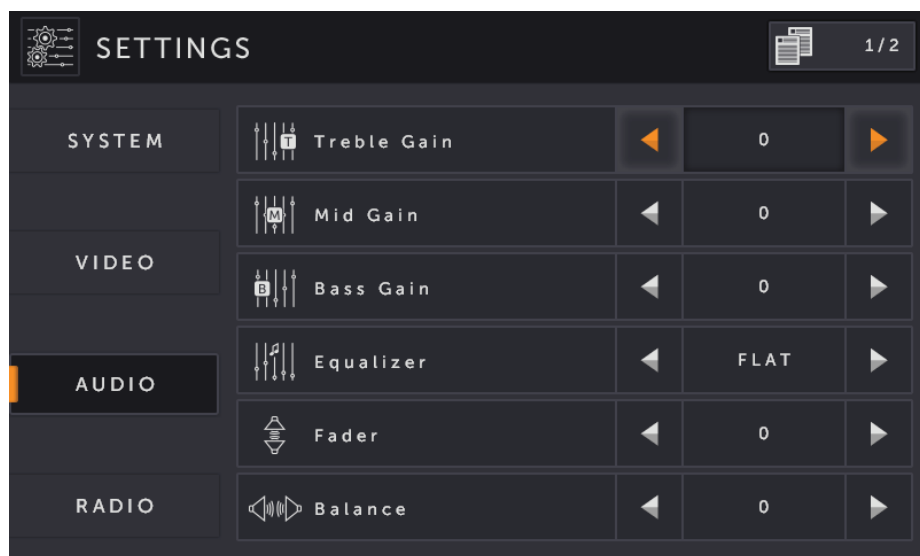 SETTINGS
1/2
SYSTEM
VIDEO
AUDIO
RADIO
T
Treble Gain
0
M
Mid Gain
0
B
Bass Gain
0
Equalizer
FLAT
Fader
0
Balance
0